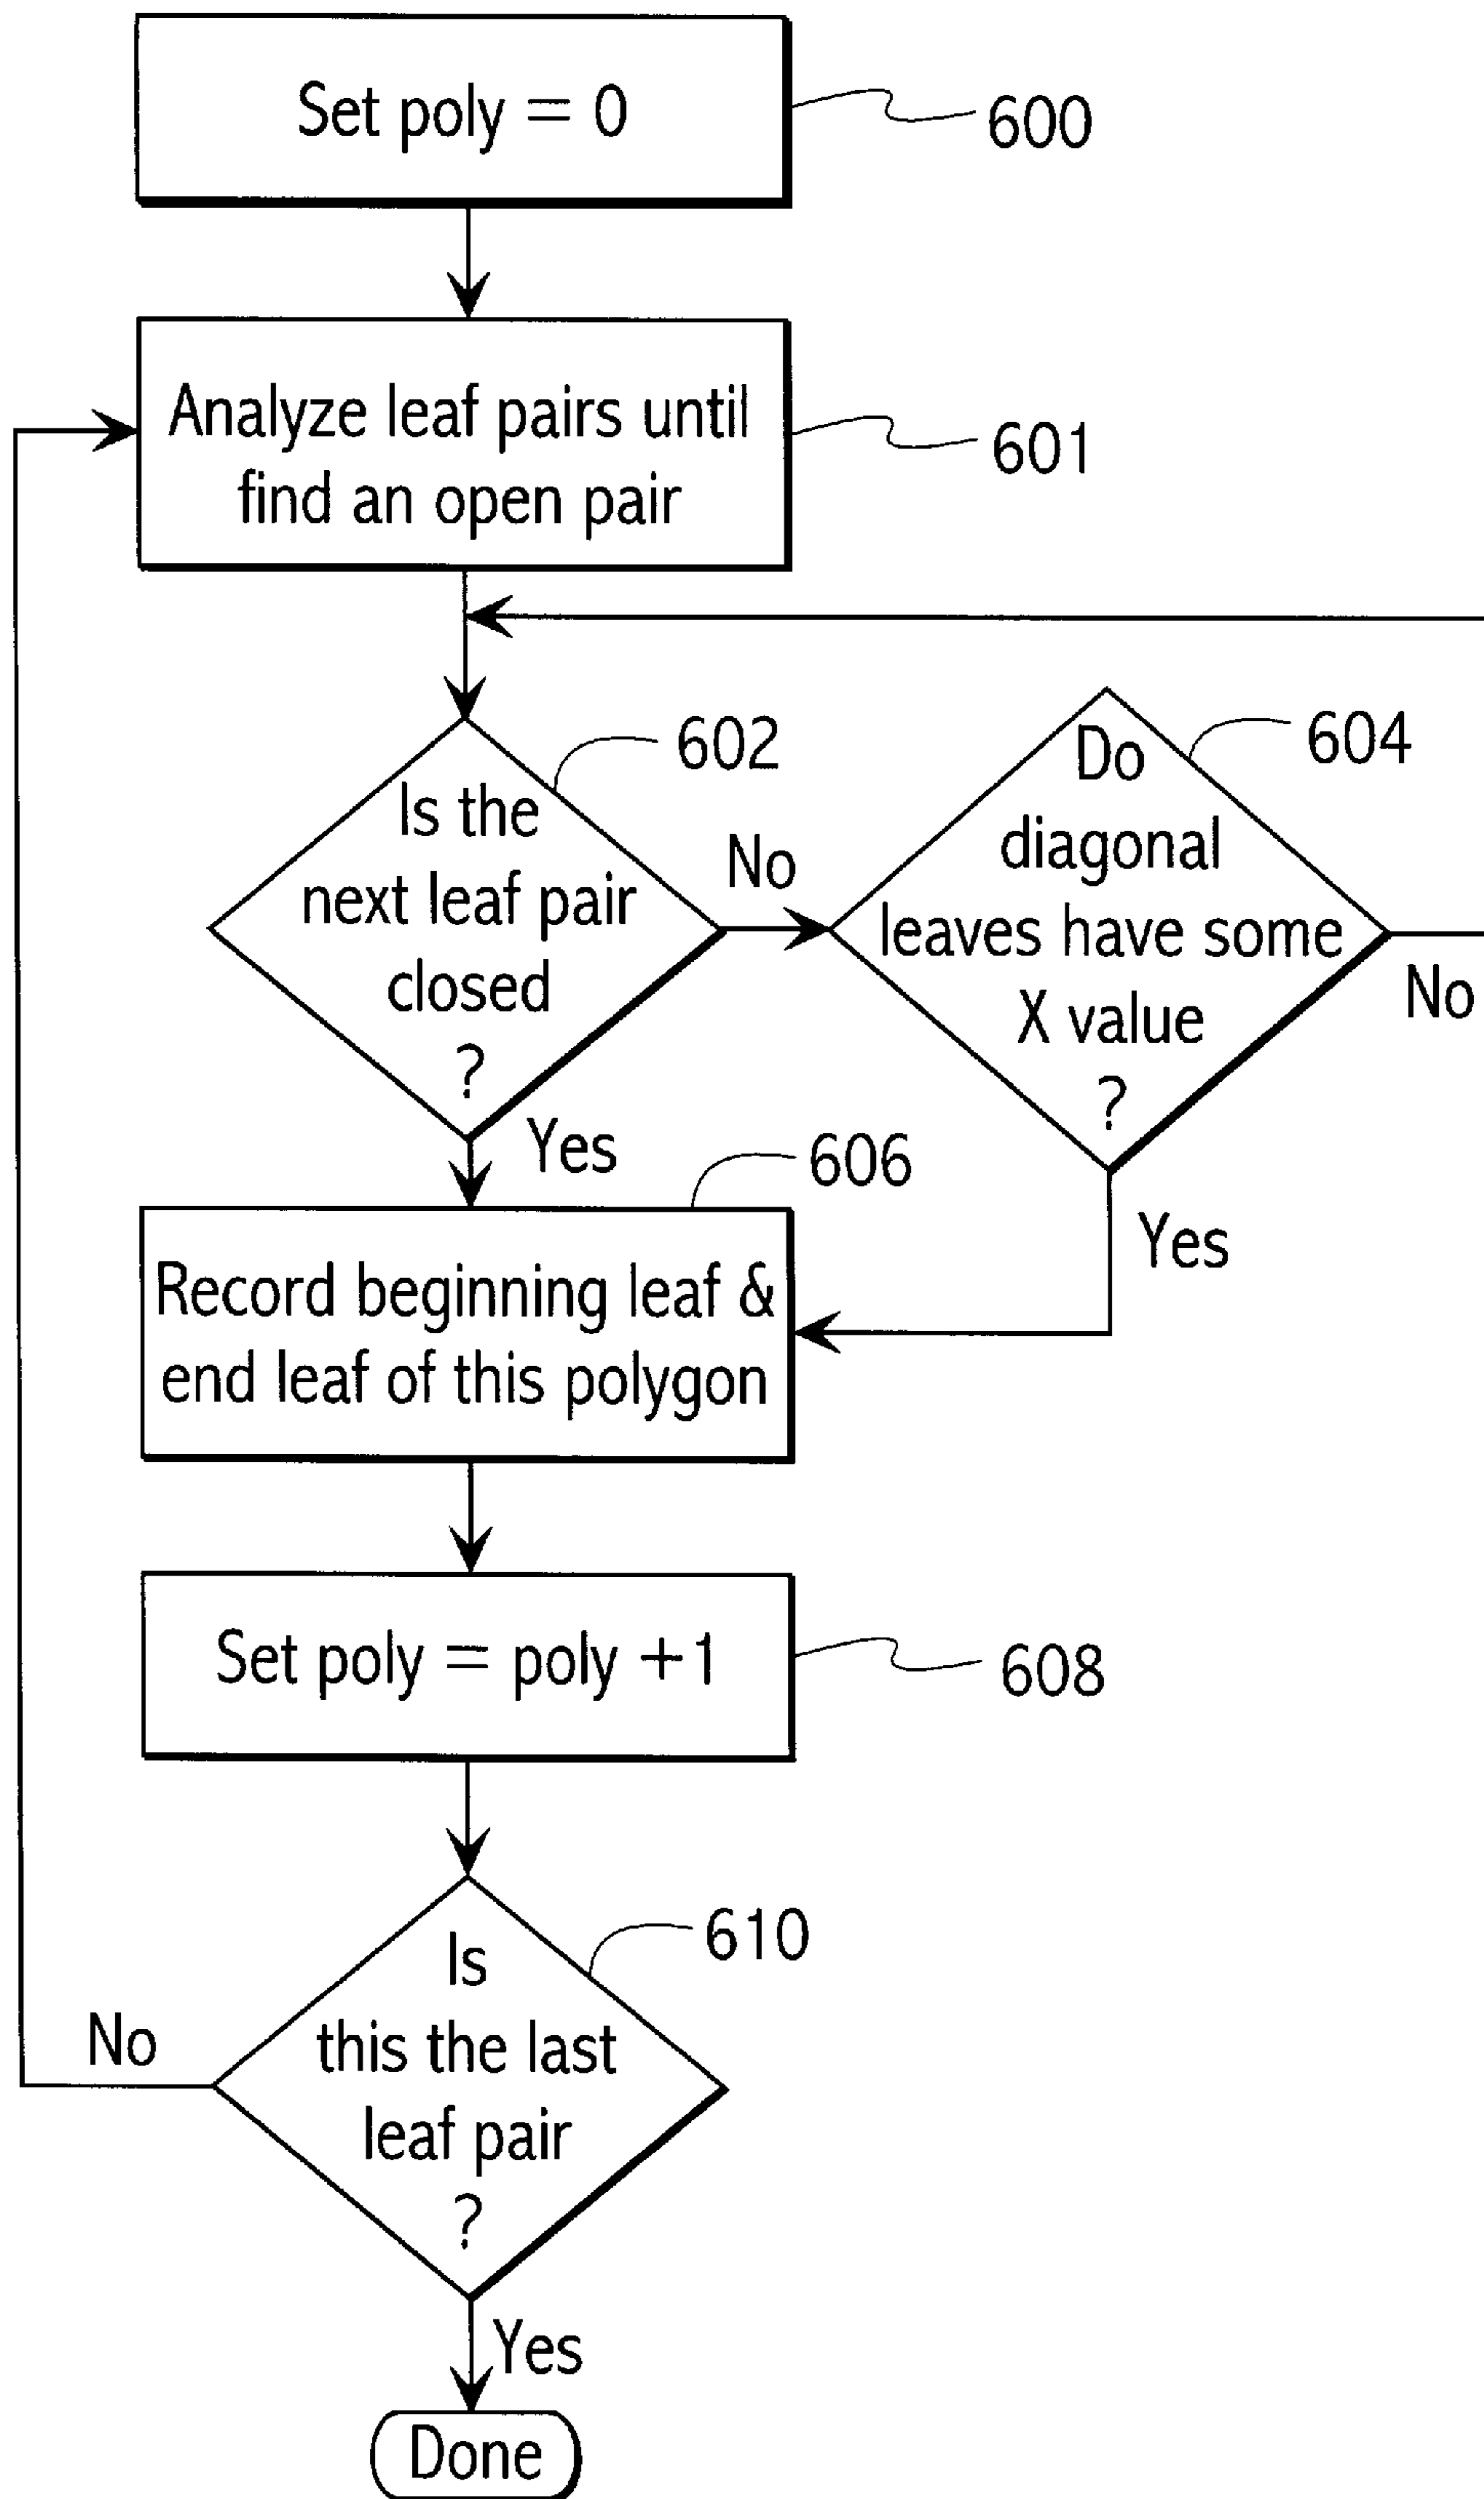 Set poly = 0
600
Analyze leaf pairs until
find an open pair
601
Is the
next leaf pair
closed
?
602
No
Do
diagonal
leaves have some
X value
?
604
No
Yes
606
Yes
Record beginning leaf &
end leaf of this polygon
Set poly = poly +1
608
Is
this the last
leaf pair
?
610
No
Yes
Done